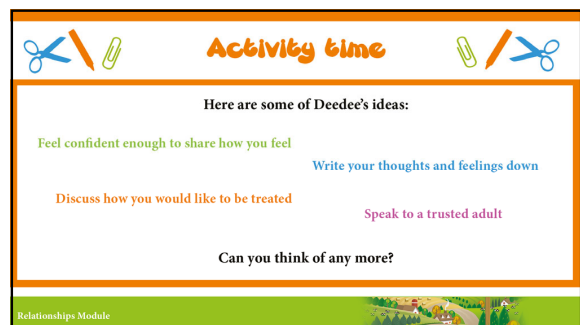 Activity time
Here are some of Deedee's ideas:
Feel confident enough to share how you feel
Write your thoughts and feelings down
Discuss how you would like to be treated
Speak to a trusted adult
Can you think of any more?
Relationships Module